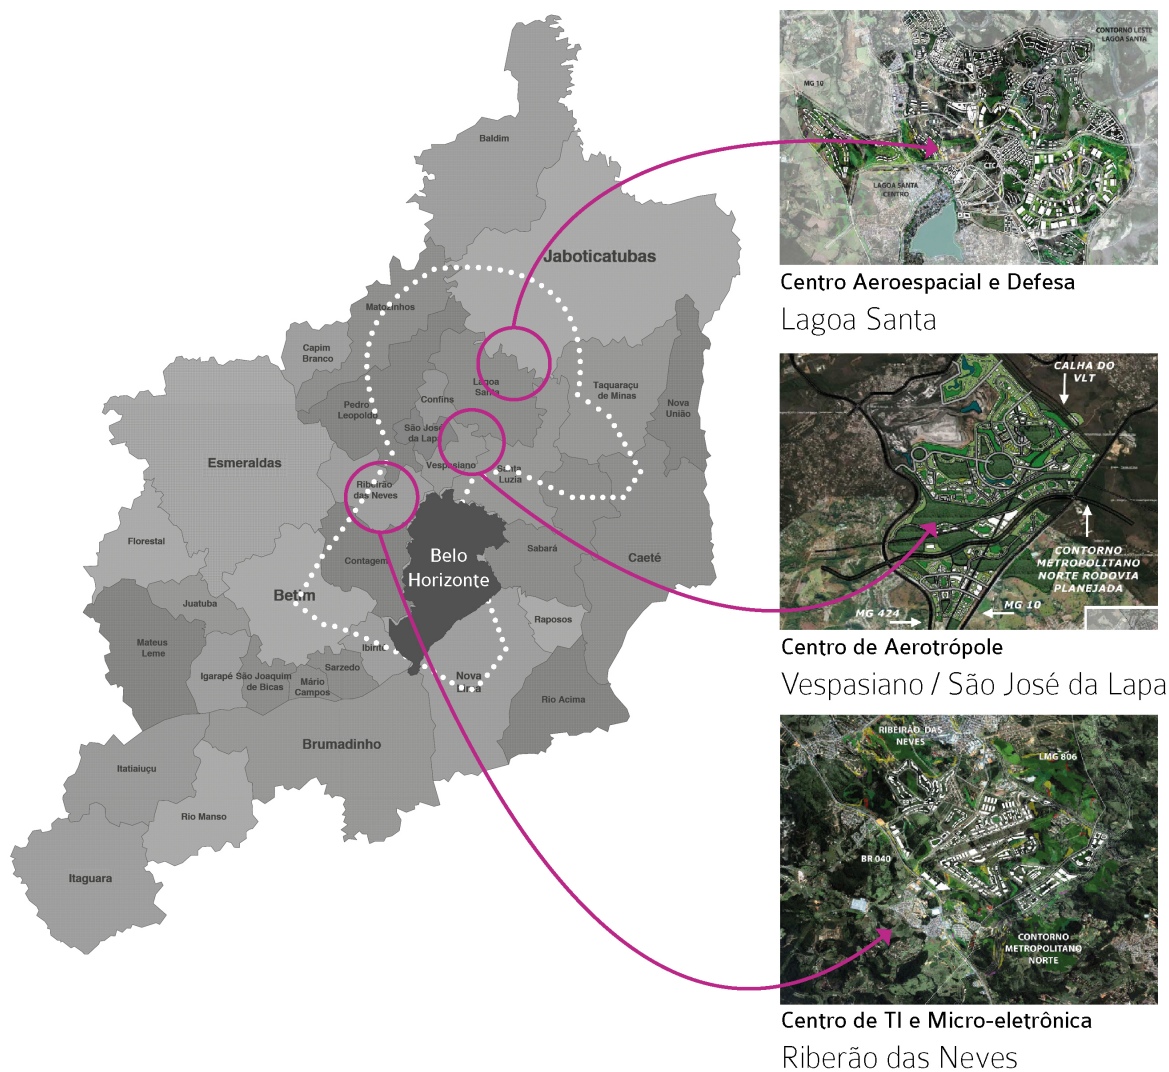 Baldim
Jaboticatubas
Matozinhos
Capim
Branco
Pedro
Leopoldo
Confins
Lagoa
Santa
Taquaraçu
de Minas
Nova
União
São José
da Lapa
Vespasiano
Santa
Luzia
Esmeraldas
Ribeirão
das Neves
Florestal
Contagem
Belo
Horizonte
Sabará
Caeté
Juatuba
Betim
Raposos
Mateus
Leme
Ibirité
Igarapé
São Joaquim
de Bicas
Mário
Campos
Sarzedo
Nova
Lima
Rio Acima
Brumadinho
Itatiaiuçu
Rio Manso
Itaguara
CONTORNO LESTE
LAGOA SANTA
MG 10
CICA
LAGOA SANTA
CENTRO
Centro Aeroespacial e Defesa
Lagoa Santa
CALHA DO
VLT
CONTORNO
METROPOLITANO
NORTE RODOVIA
PLANEJADA
MG 424
MG 10
Centro de Aerotrópole
Vespasiano / São José da Lapa
RIBEIRÃO DAS
NEVES
LMG 806
BR 040
CONTORNO
METROPOLITANO
NORTE
Centro de TI e Micro-eletrônica
Riberão das Neves